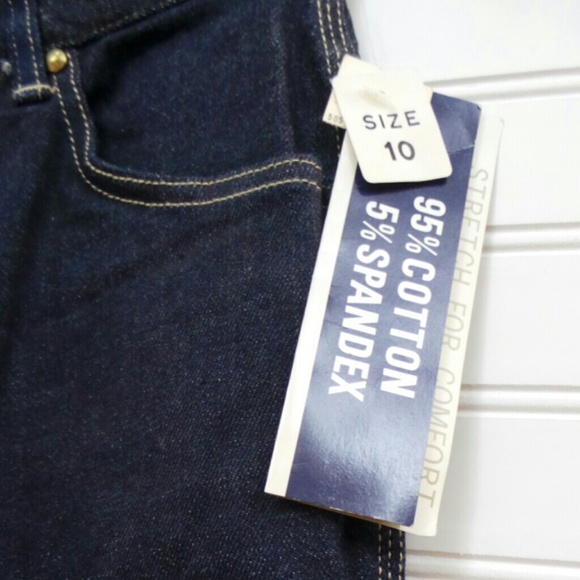 SIZE
10
95% COTTON
5% SPANDEX
STRETCH FOR COMFORT